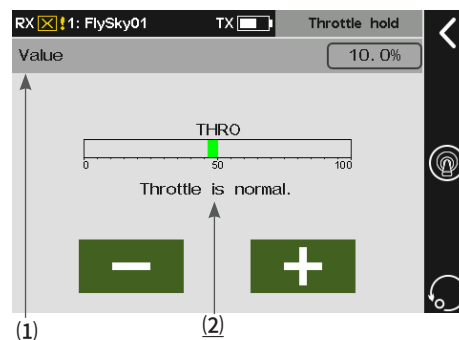 RX !1: FlySky01 TX Throttle hold
Value 10.0%
THRO
0 50 100
Throttle is normal.
(1) (2)